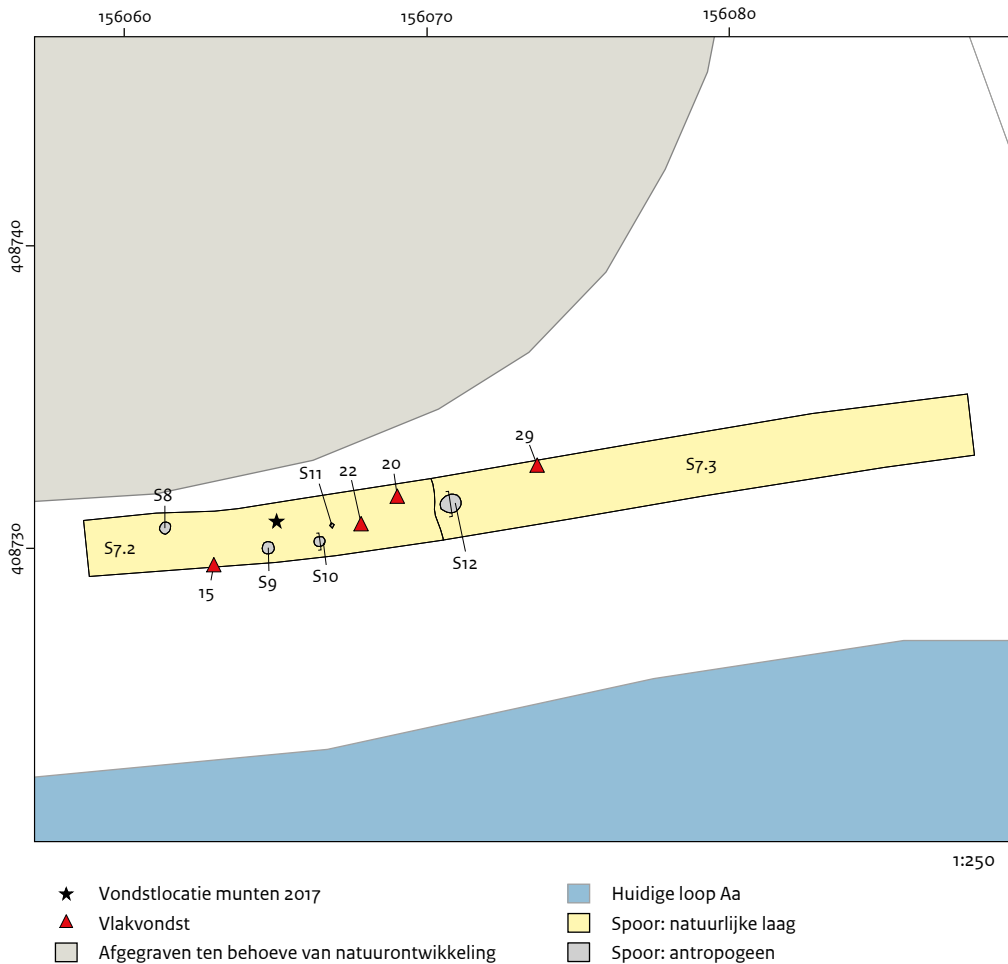 156060
156070
156080
408740
408730
S8
S11
22
20
29
S7.3
S7.2
S12
S9
S10
15
1:250
Vondstlocatie munten 2017
Vlakvondst
Afgegraven ten behoeve van natuurontwikkeling
Huidige loop Aa
Spoor: natuurlijke laag
Spoor: antropogeen